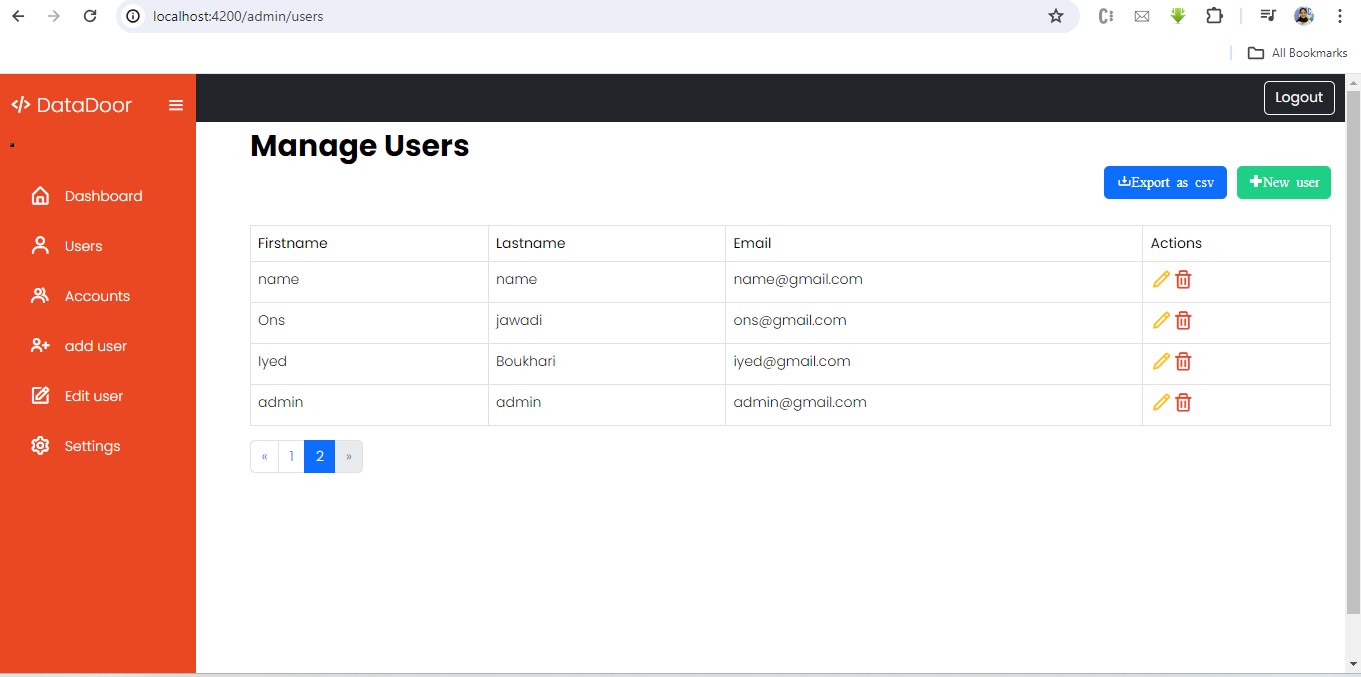 localhost:4200/admin/users
All Bookmarks
DataDoor
Logout
Manage Users
Export as csv
New user
Dashboard
Users
Accounts
add user
Edit user
Settings
Firstname Lastname Email Actions
name name name@gmail.com
Ons jawadi ons@gmail.com
Iyed Boukhari iyed@gmail.com
admin admin admin@gmail.com
« 1 2 »